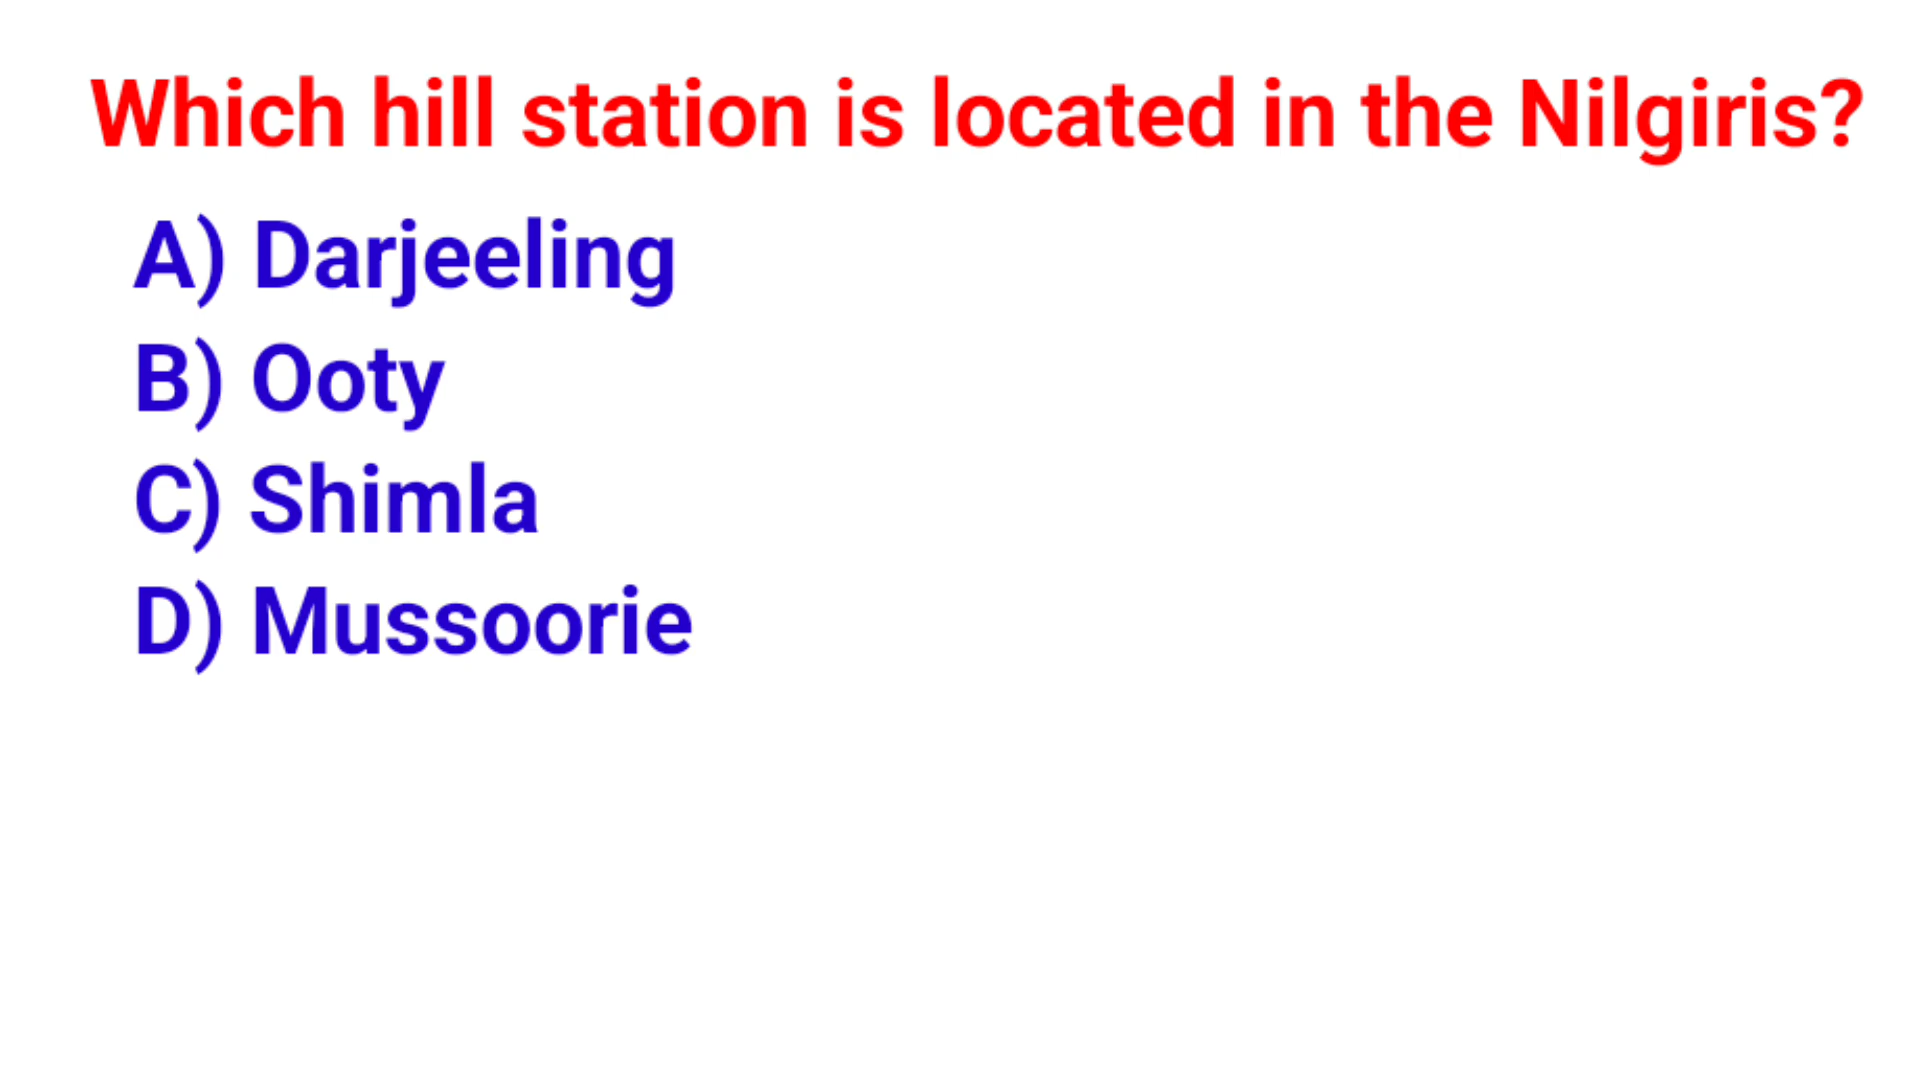 Which hill station is located in the Nilgiris?
A) Darjeeling
B) Ooty
C) Shimla
D) Mussoorie